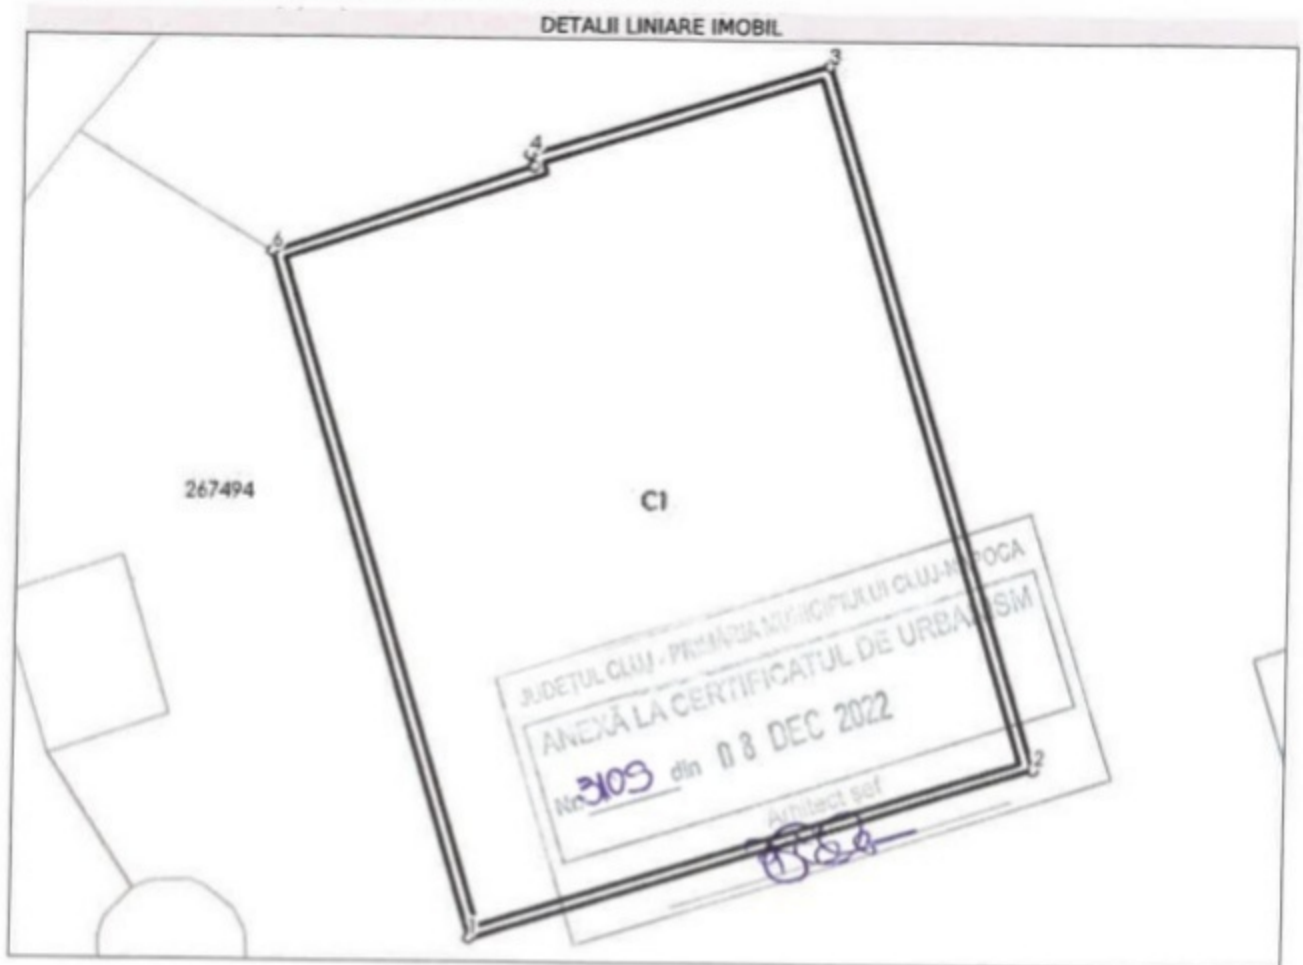 DETALII LINIARE IMOBIL
3
4
5
6
267494
C1
JUDEŢUL CLUJ - PRIMĂRIA MUNICIPIULUI CLUJ-NAPOCA
ANEXĂ LA CERTIFICATUL DE URBANISM
Nr. 3109 din 08 DEC 2022
Arhitect șef
2
1